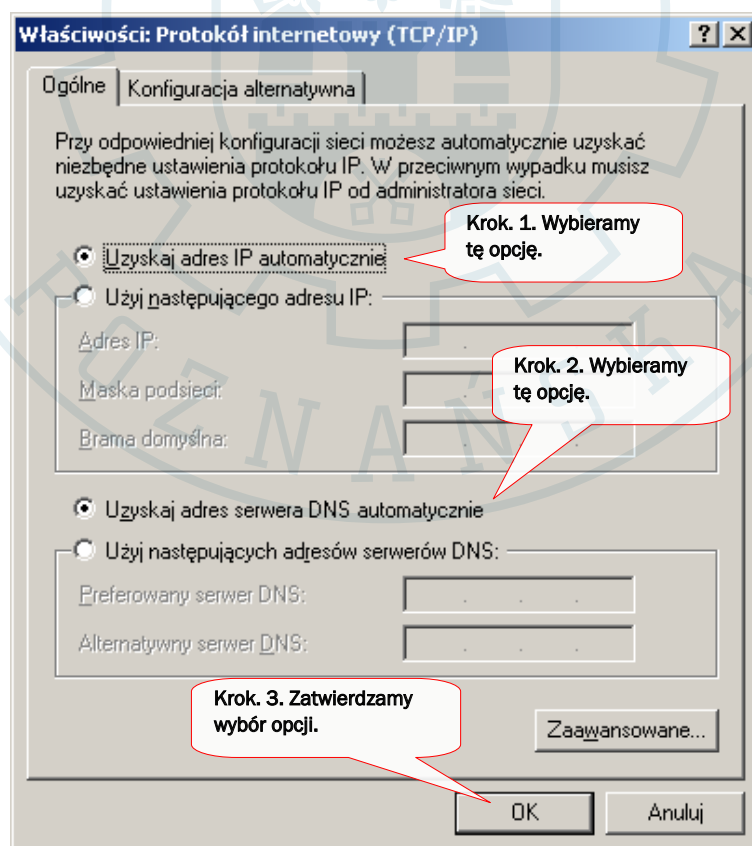 Właściwości: Protokół internetowy (TCP/IP)
Ogólne
Konfiguracja alternatywna
Przy odpowiedniej konfiguracji sieci możesz automatycznie uzyskać
niezbędne ustawienia protokołu IP. W przeciwnym wypadku musisz
uzyskać ustawienia protokołu IP od administratora sieci.
Krok. 1. Wybieramy
tę opcję.
Uzyskaj adres IP automatycznie
Użyj następującego adresu IP:
Adres IP:
Krok. 2. Wybieramy
tę opcję.
Maska podsieci:
Brama domyślna:
Uzyskaj adres serwera DNS automatycznie
Użyj następujących adresów serwerów DNS:
Preferowany serwer DNS:
Alternatywny serwer DNS:
Krok. 3. Zatwierdzamy
wybór opcji.
Zaawansowane...
OK
Anuluj
POZNAŃSKA